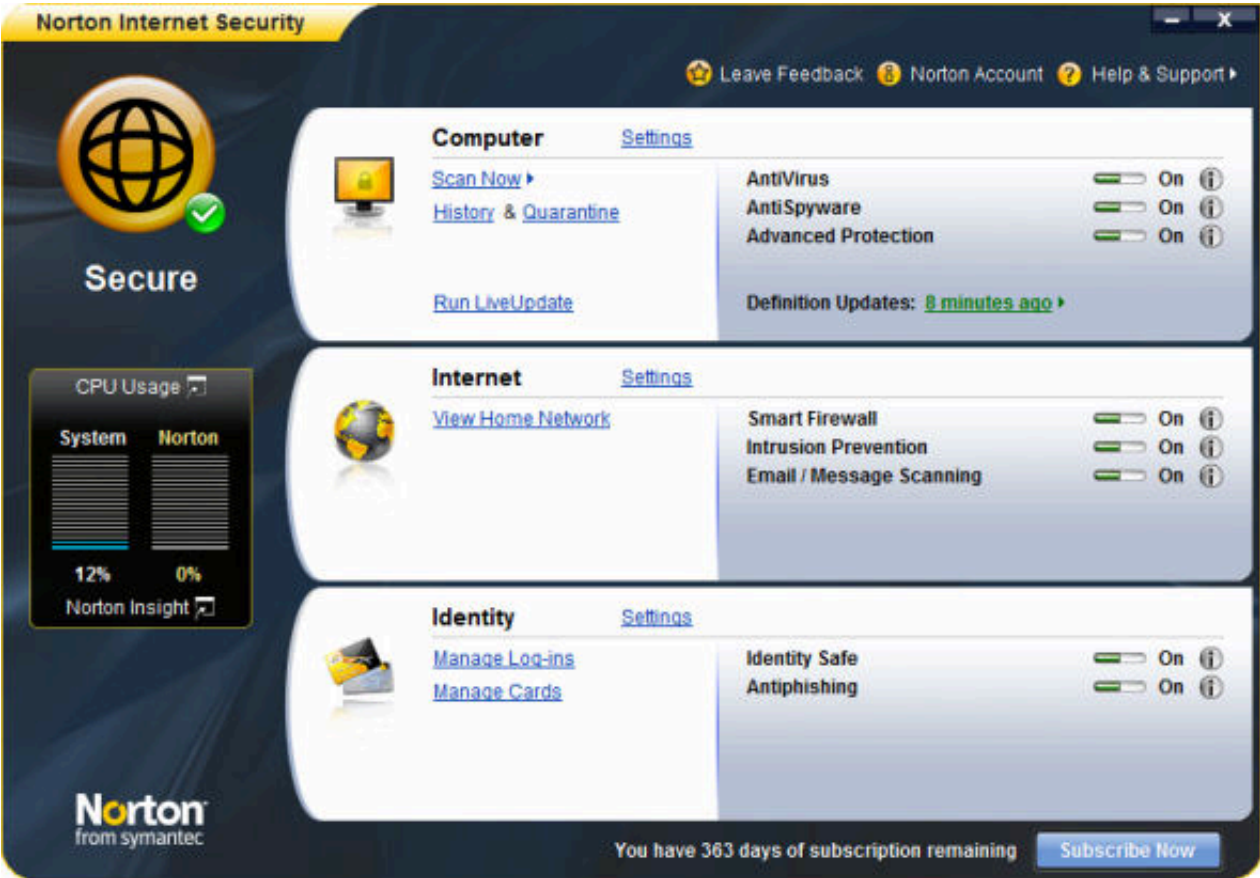 Norton Internet Security
Leave Feedback Norton Account Help & Support
Secure
CPU Usage
System Norton
12% 0%
Norton Insight
Computer Settings
Scan Now
History & Quarantine
Run LiveUpdate
AntiVirus On
AntiSpyware On
Advanced Protection On
Definition Updates: 8 minutes ago
Internet Settings
View Home Network
Smart Firewall On
Intrusion Prevention On
Email / Message Scanning On
Identity Settings
Manage Log-ins
Manage Cards
Identity Safe On
Antiphishing On
Norton
from symantec
You have 363 days of subscription remaining Subscribe Now